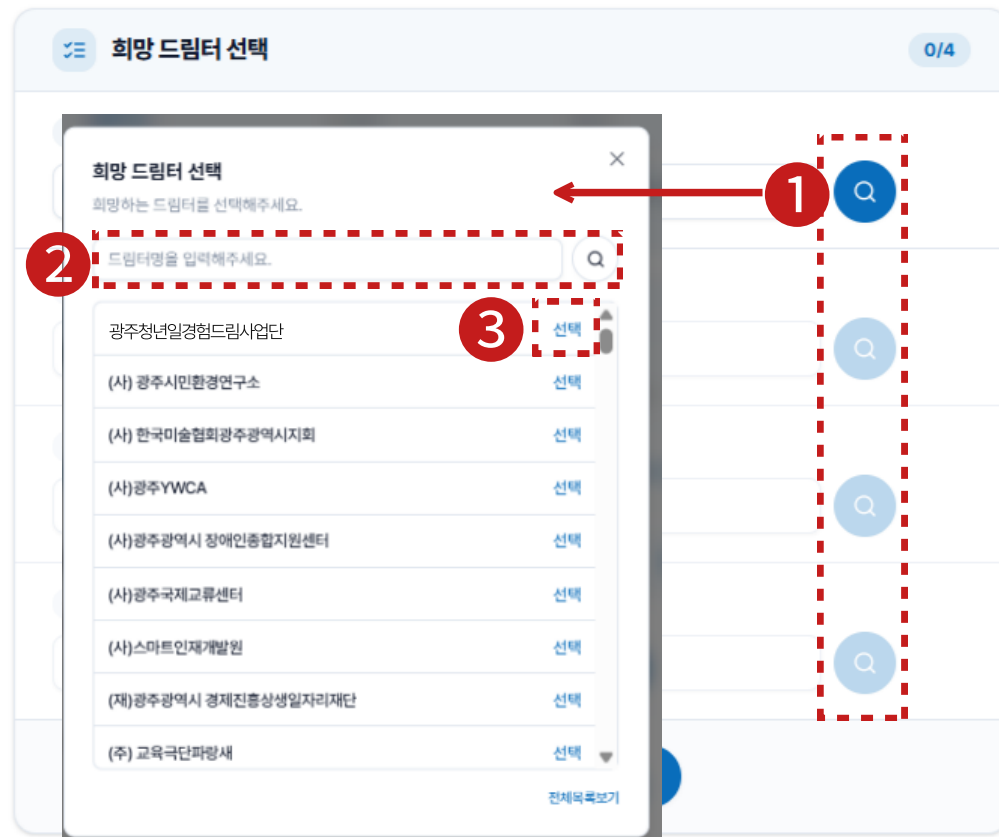 희망 드림터 선택
0/4
희망 드림터 선택
희망하는 드림터를 선택해주세요.
1
2
드림터명을 입력해주세요.
광주청년일경험드림사업단
3
선택
(사) 광주시민환경연구소 선택
(사) 한국미술협회광주광역시지회 선택
(사)광주YWCA 선택
(사)광주광역시 장애인종합지원센터 선택
(사)광주국제교류센터 선택
(사)스마트인재개발원 선택
(재)광주광역시 경제진흥상생일자리재단 선택
(주) 교육극단파랑새 선택
전체목록보기